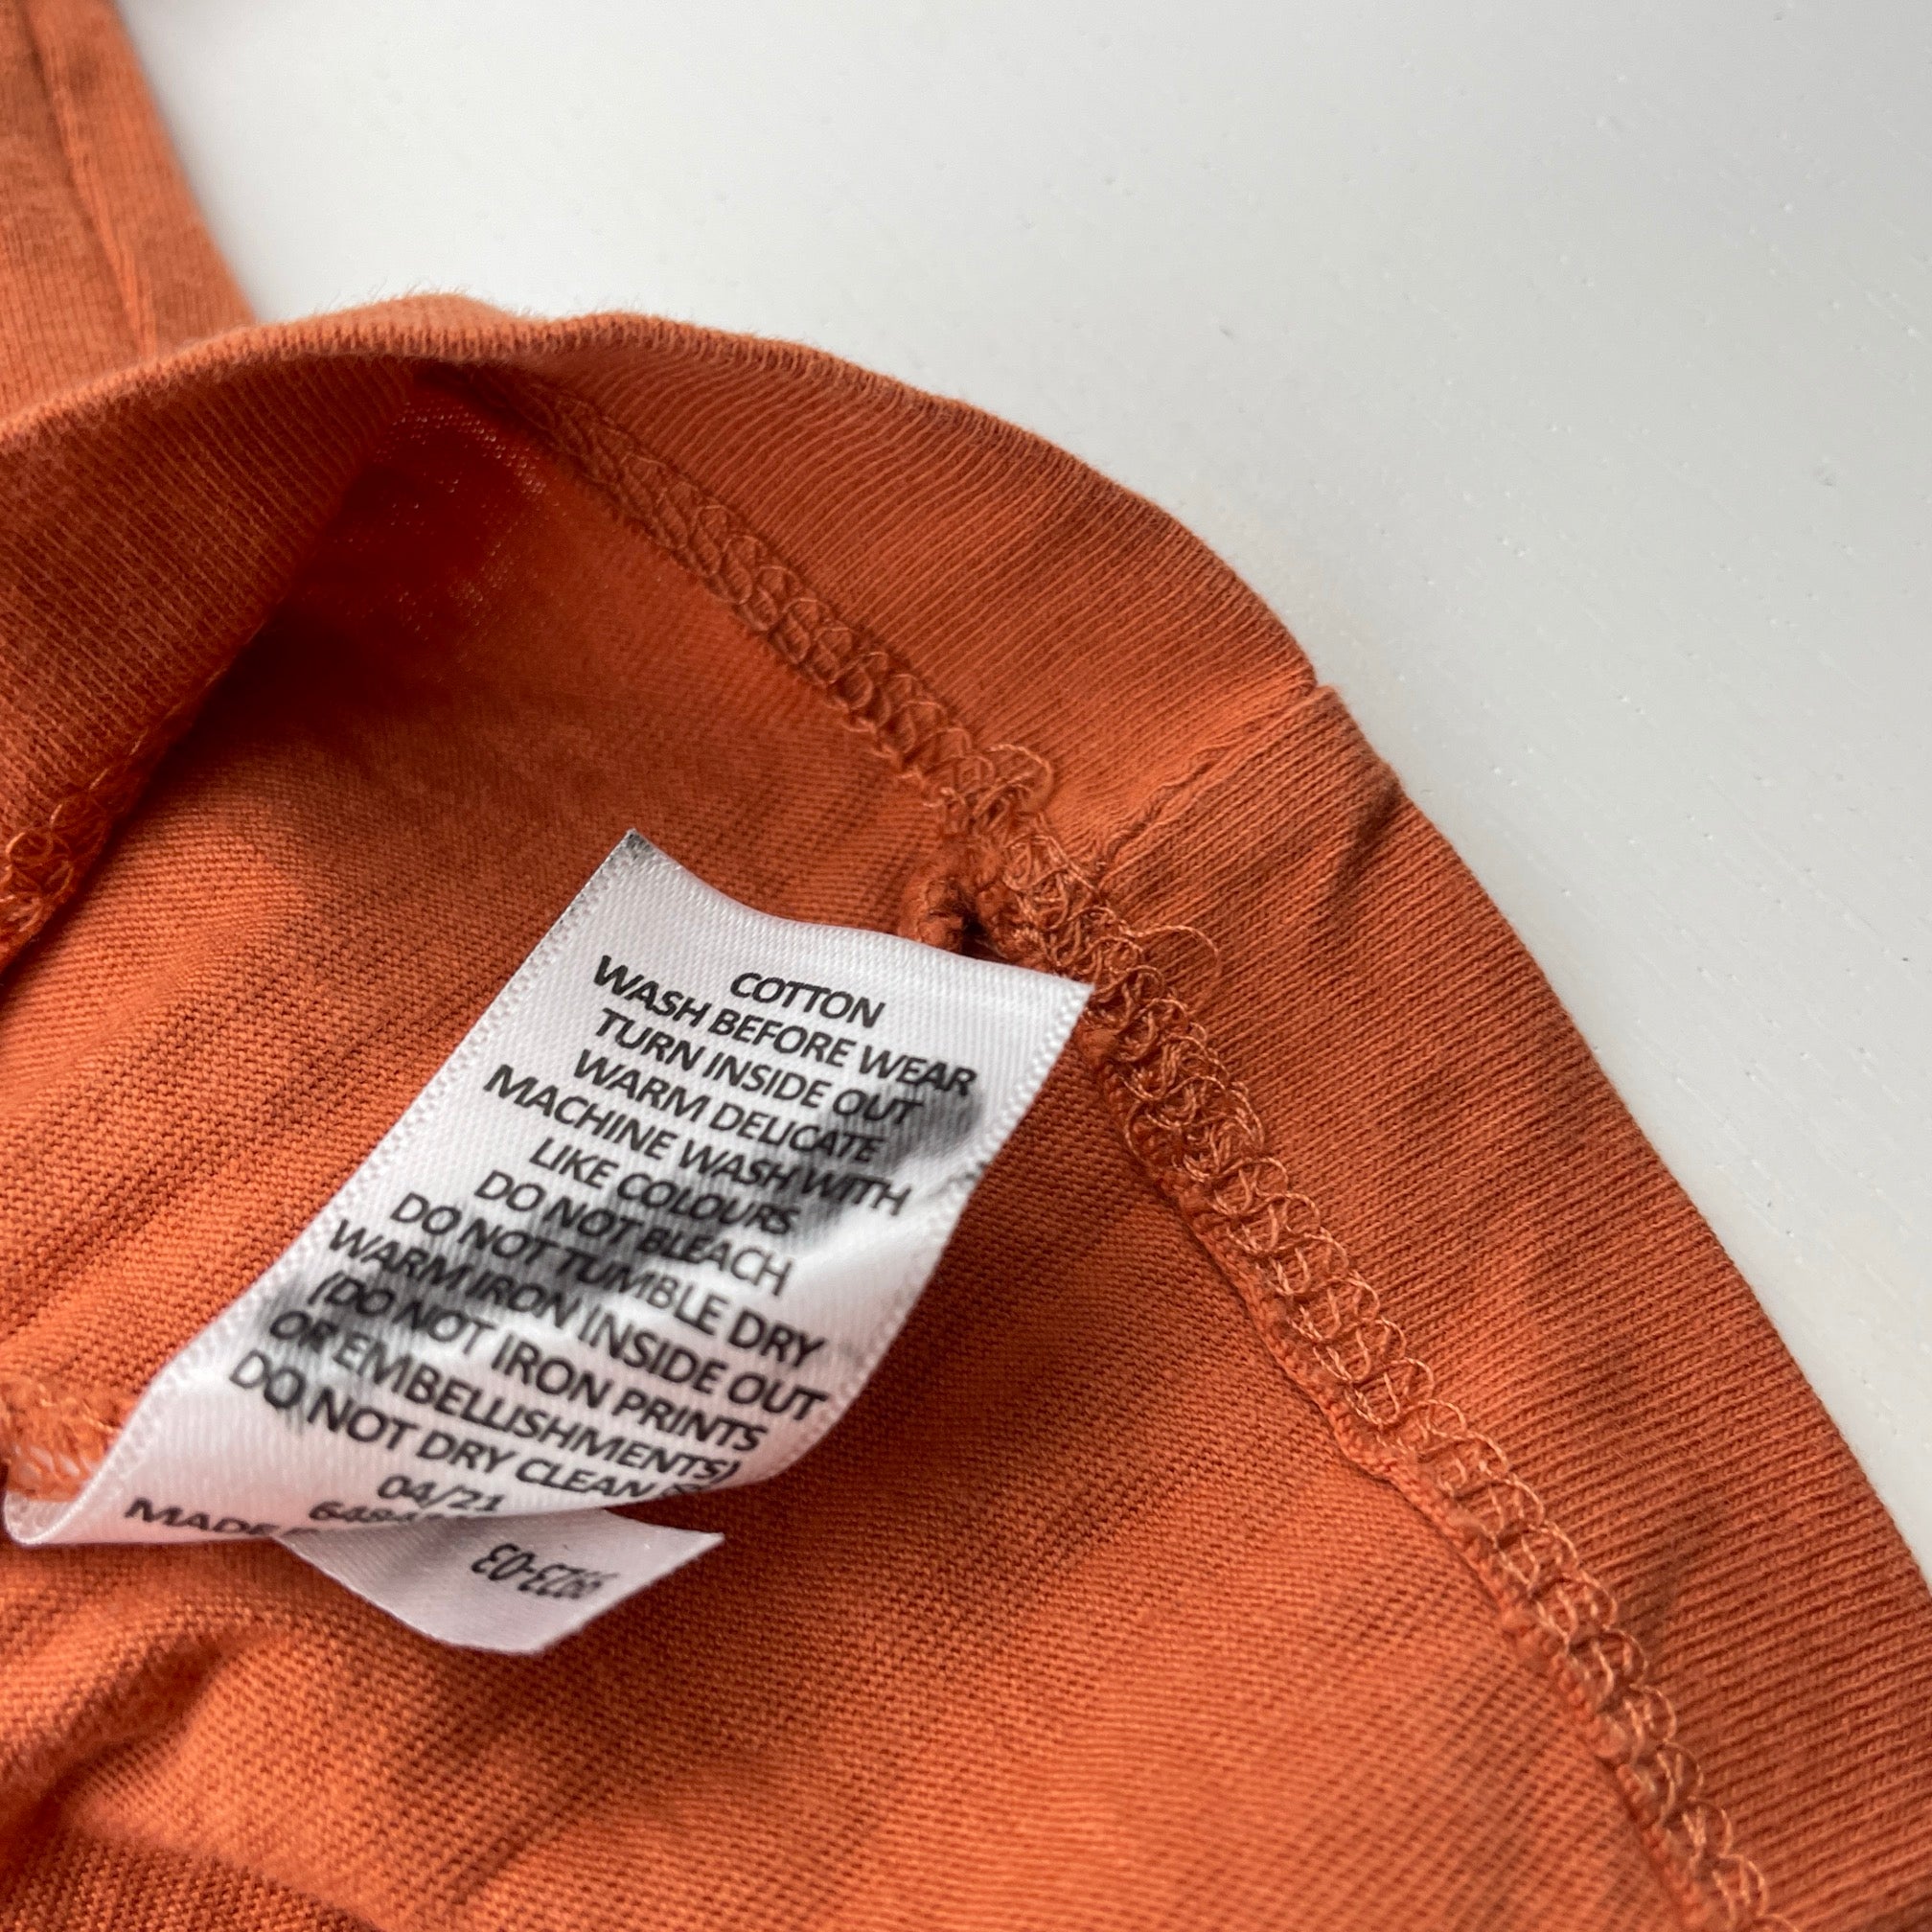 COTTON
WASH BEFORE WEAR
TURN INSIDE OUT
WARM DELICATE
MACHINE WASH WITH
LIKE COLOURS
DO NOT BLEACH
DO NOT TUMBLE DRY
WARM IRON INSIDE OUT
(DO NOT IRON PRINTS
OR EMBELLISHMENTS)
DO NOT DRY CLEAN
04/21
MADE